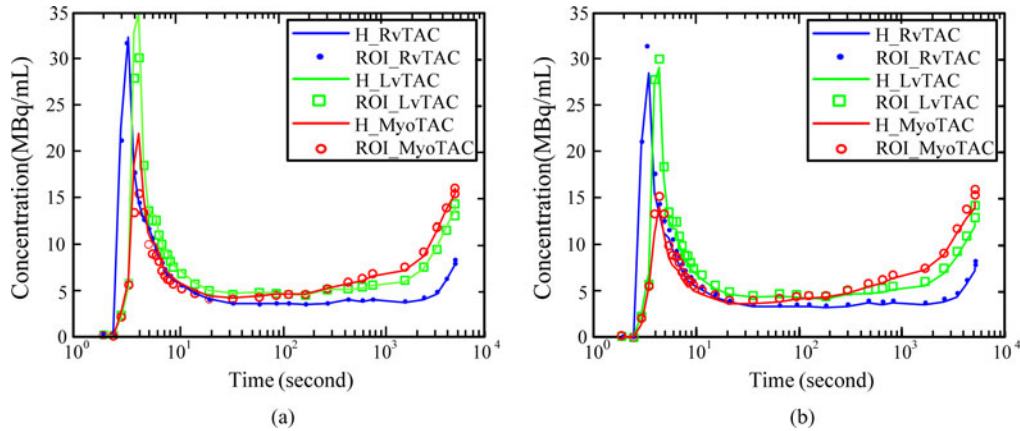 35
30
25
20
15
10
5
0
Concentration(MBq/mL)
H_RvTAC
ROI_RvTAC
H_LvTAC
ROI_LvTAC
H_MyoTAC
ROI_MyoTAC
10^0 10^1 10^2 10^3 10^4
Time (second)
(a)
35
30
25
20
15
10
5
0
Concentration(MBq/mL)
H_RvTAC
ROI_RvTAC
H_LvTAC
ROI_LvTAC
H_MyoTAC
ROI_MyoTAC
10^0 10^1 10^2 10^3 10^4
Time (second)
(b)